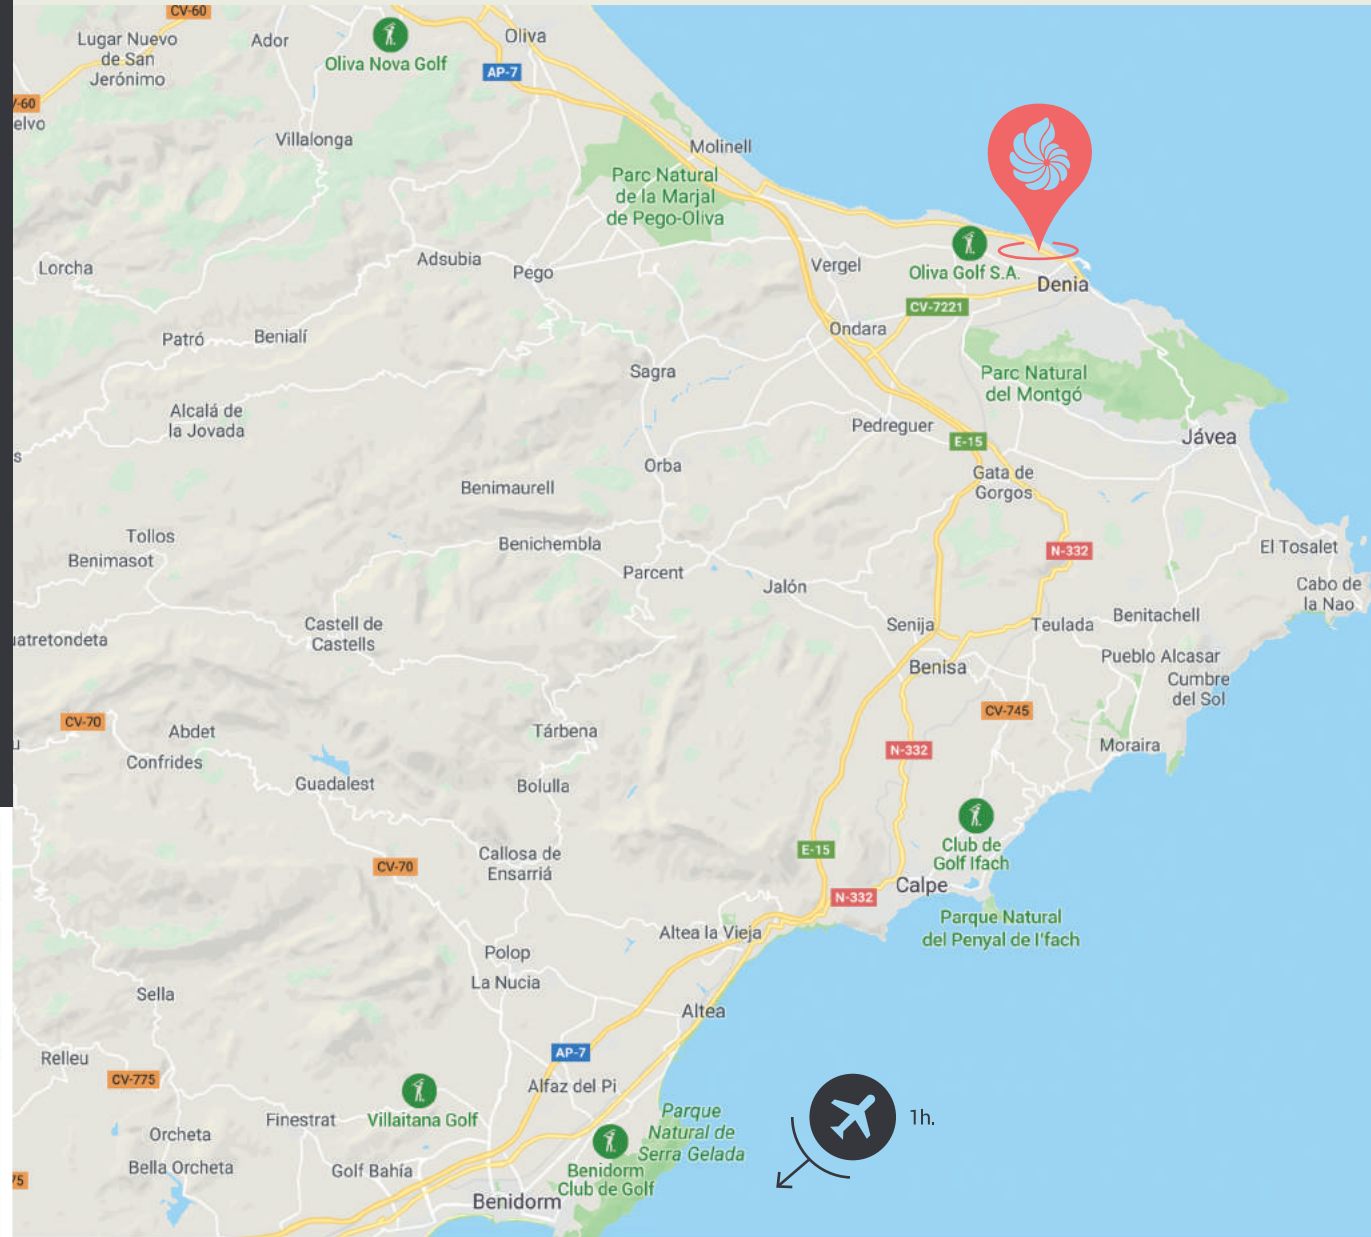 CV-60
Lugar Nuevo
de San
Jerónimo
Ador
Oliva Nova Golf
Oliva
AP-7
V-60
elvo
Villalonga
Molinell
Parc Natural
de la Marjal
de Pego-Oliva
Lorcha
Adsubia
Pego
Vergel
Oliva Golf S.A.
Denia
CV-7221
Ondara
Patró
Benialí
Sagra
Parc Natural
del Montgó
Alcalá de
la Jovada
Pedreguer
E-15
Jávea
s
Orba
Gata de
Gorgos
Benimaurell
Tollos
Benimasot
Benichembla
Parcent
Jalón
N-332
El Tosalet
Cabo de
la Nao
uatretondeta
Castell de
Castells
Senija
Teulada
Benitachell
Benisa
Pueblo Alcasar
Cumbre
del Sol
CV-70
Abdet
Confrides
Tárbena
CV-745
N-332
Moraira
Guadalest
Bolulla
Club de
Golf Ifach
E-15
CV-70
Callosa de
Ensarriá
N-332
Calpe
Parque Natural
del Penyal de I'fach
Altea la Vieja
Polop
La Nucia
Sella
Altea
Relleu
CV-775
AP-7
Alfaz del Pi
Finestrat
Villaitana Golf
Parque
Natural de
Serra Gelada
1h.
Orcheta
Bella Orcheta
Golf Bahía
Benidorm
Club de Golf
75
Benidorm